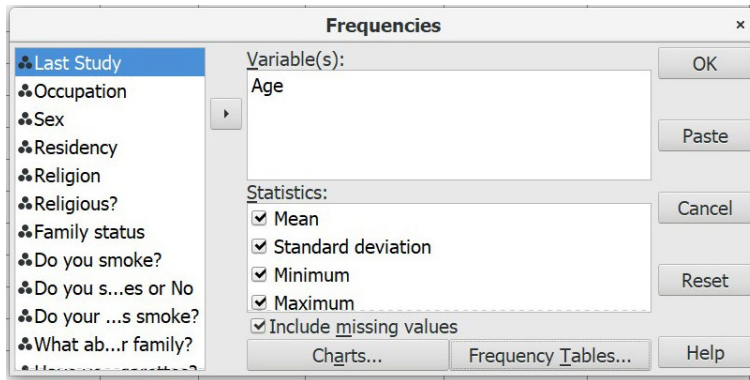 Frequencies
×
Last Study
Occupation
Sex
Residency
Religion
Religious?
Family status
Do you smoke?
Do you s...es or No
Do your ...s smoke?
What ab...r family?
Variable(s):
Age
Statistics:
Mean
Standard deviation
Minimum
Maximum
Include missing values
Charts...
Frequency Tables...
OK
Paste
Cancel
Reset
Help